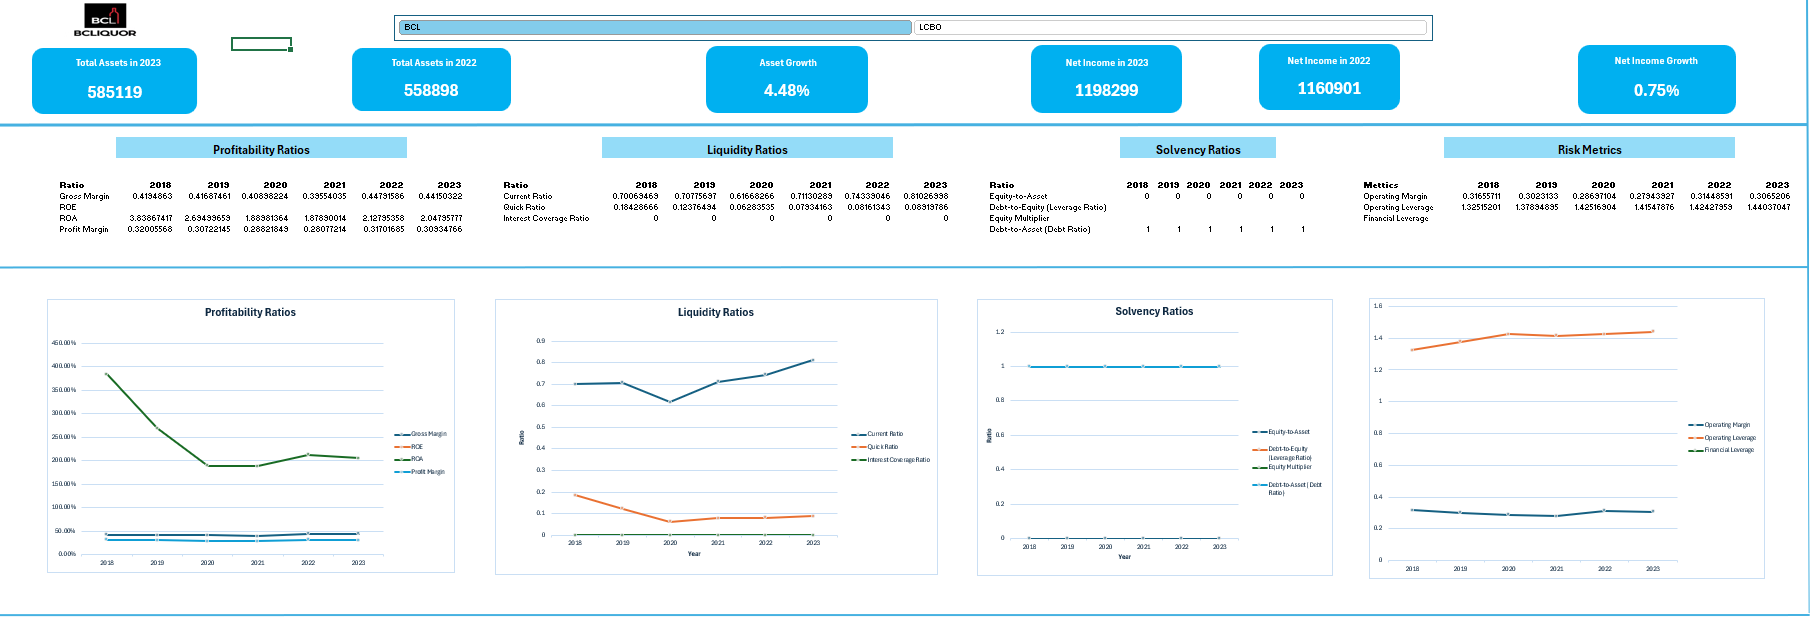 BCL
BCLIQUOR
BCL
LCBO
Total Assets in 2023
585119
Total Assets in 2022
558898
Asset Growth
4.48%
Net Income in 2023
1198299
Net Income in 2022
1160901
Net Income Growth
0.75%
Profitability Ratios
Ratio 2018 2019 2020 2021 2022 2023
Gross Margin 0.4194863 0.41687461 0.40898224 0.39554035 0.44791586 0.44150322
ROE
ROA 3.83867417 2.69499659 1.88981364 1.87890014 2.12795358 2.04795777
Profit Margin 0.32005568 0.30722145 0.28821849 0.28077214 0.31701685 0.30934766
Liquidity Ratios
Ratio 2018 2019 2020 2021 2022 2023
Current Ratio 0.70069469 0.70775697 0.61668266 0.71130289 0.74339046 0.81026998
Quick Ratio 0.18428666 0.12376494 0.06283535 0.07934163 0.08161343 0.08919786
Interest Coverage Ratio 0 0 0 0 0 0
Solvency Ratios
Ratio 2018 2019 2020 2021 2022 2023
Equity-to-Asset 0 0 0 0 0 0
Debt-to-Equity (Leverage Ratio)
Equity Multiplier
Debt-to-Asset (Debt Ratio) 1 1 1 1 1 1
Risk Metrics
Mettics 2018 2019 2020 2021 2022 2023
Operating Margin 0.31655711 0.3023133 0.28697104 0.27943927 0.31448591 0.3065206
Operating Leverage 1.32515201 1.37894895 1.42516904 1.41547876 1.42427959 1.44037047
Financial Leverage
Profitability Ratios
450.00%
400.00%
350.00%
300.00%
250.00%
200.00%
150.00%
100.00%
50.00%
0.00%
2018 2019 2020 2021 2022 2023
Gross Margin
ROE
ROA
Profit Margin
Liquidity Ratios
0.9
0.8
0.7
0.6
0.5
0.4
0.3
0.2
0.1
0
Ratio
2018 2019 2020 2021 2022 2023
Year
Current Ratio
Quick Ratio
Interest Coverage Ratio
Solvency Ratios
1.2
1
0.8
0.6
0.4
0.2
0
Ratio
2018 2019 2020 2021 2022 2023
Year
Equity-to-Asset
Debt-to-Equity
(Leverage Ratio)
Equity Multiplier
Debt-to-Asset (Debt
Ratio)
1.6
1.4
1.2
1
0.8
0.6
0.4
0.2
0
2018 2019 2020 2021 2022 2023
Operating Margin
Operating Leverage
Financial Leverage